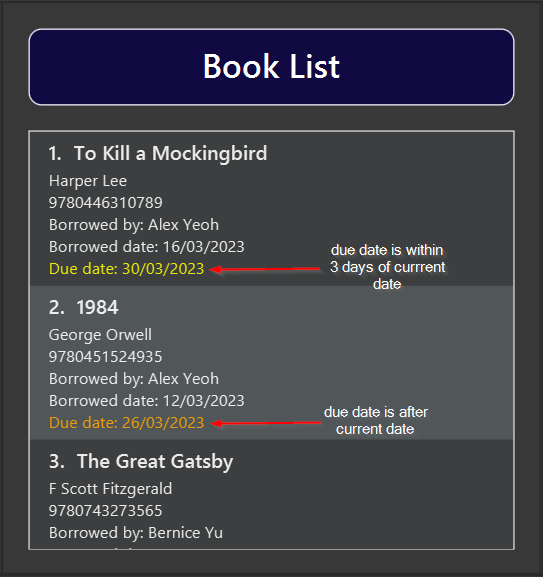 Book List
1. To Kill a Mockingbird
Harper Lee
9780446310789
Borrowed by: Alex Yeoh
Borrowed date: 16/03/2023
Due date: 30/03/2023
due date is within
3 days of currrent
date
2. 1984
George Orwell
9780451524935
Borrowed by: Alex Yeoh
Borrowed date: 12/03/2023
Due date: 26/03/2023
due date is after
current date
3. The Great Gatsby
F Scott Fitzgerald
9780743273565
Borrowed by: Bernice Yu